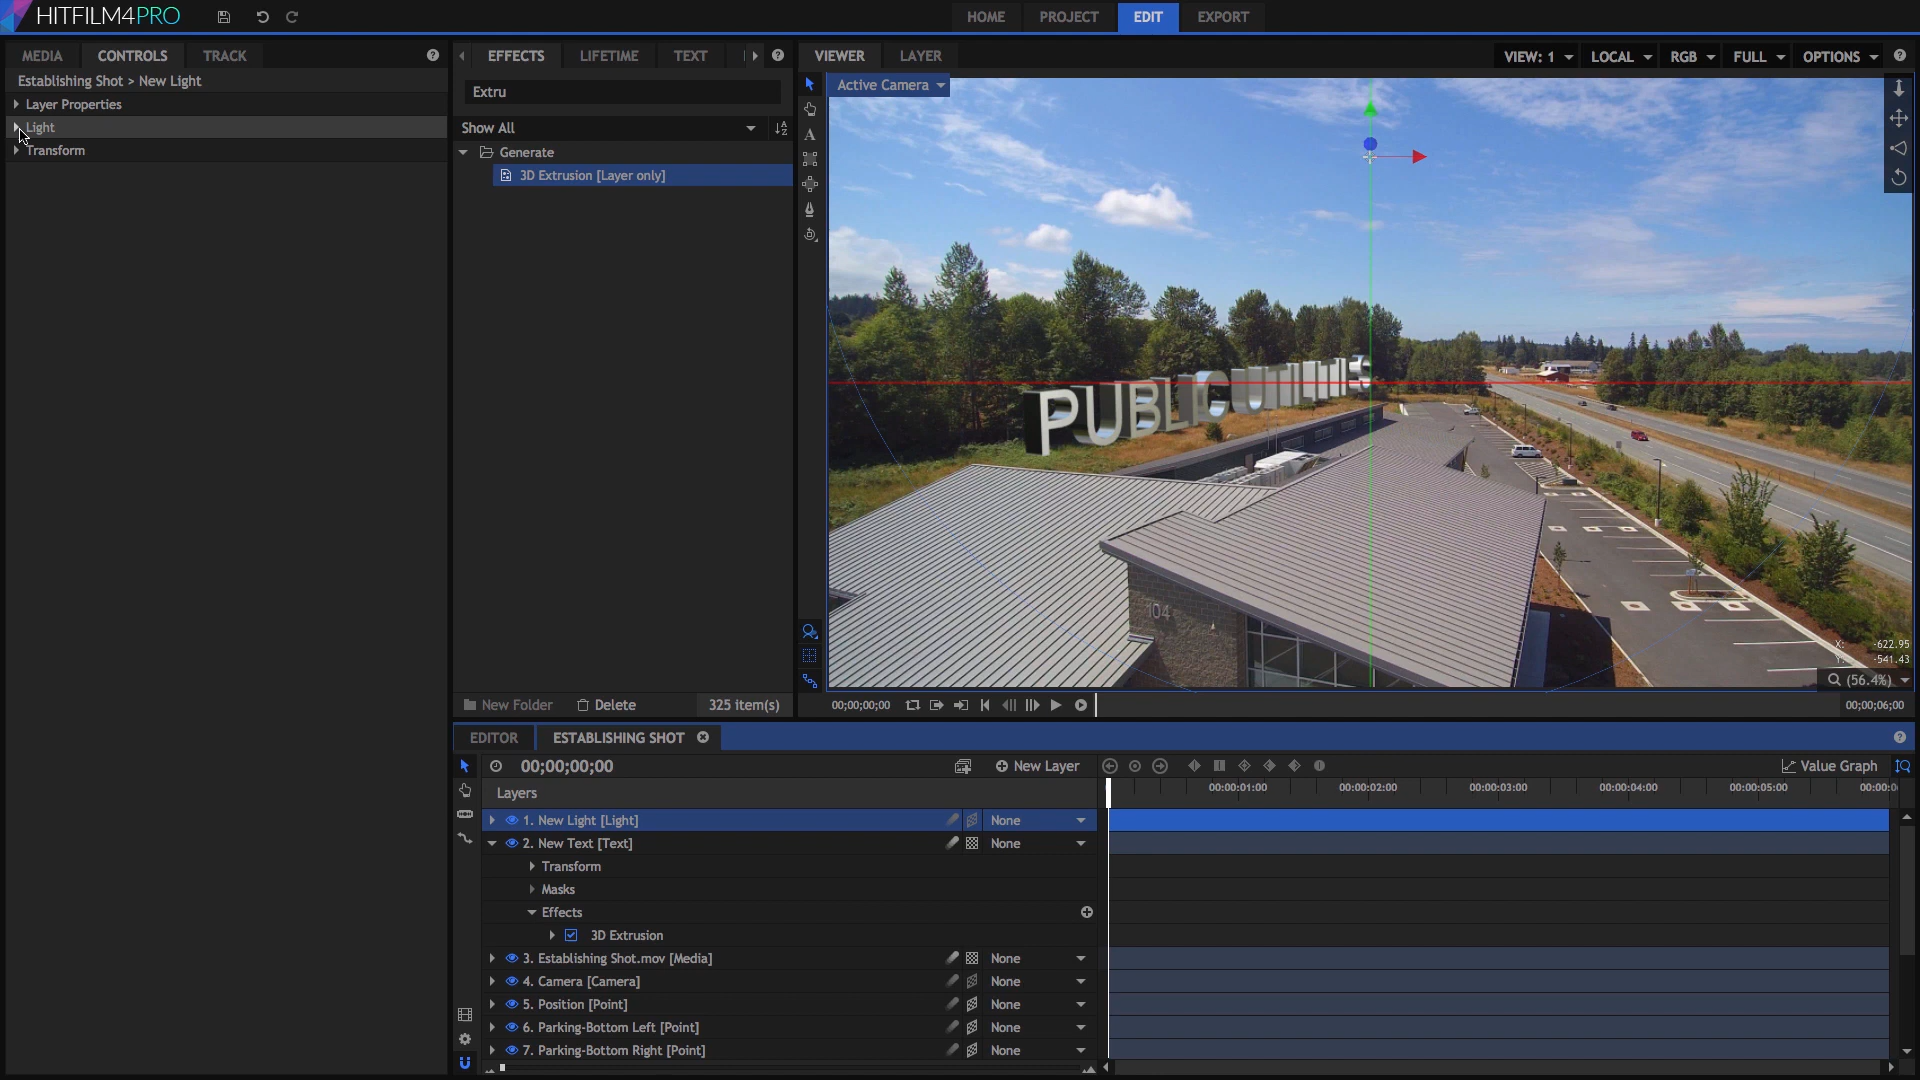 HITFILM4PRO
HOME PROJECT EDIT EXPORT
MEDIA CONTROLS TRACK
Establishing Shot > New Light
Layer Properties
Light
Transform
EFFECTS LIFETIME TEXT
Extru
Show All
Generate
3D Extrusion [Layer only]
New Folder Delete 325 item(s)
VIEWER LAYER
VIEW: 1 LOCAL RGB FULL OPTIONS
Active Camera
PUBLIC UTILITIES
104
X: -622.95
Y: -541.43
(56.4%)
00;00;00;00 00;00;06;00
EDITOR ESTABLISHING SHOT
00;00;00;00 New Layer Value Graph
Layers 00:00:01:00 00:00:02:00 00:00:03:00 00:00:04:00 00:00:05:00
1. New Light [Light] None
2. New Text [Text] None
Transform
Masks
Effects
3D Extrusion
3. Establishing Shot.mov [Media] None
4. Camera [Camera] None
5. Position [Point] None
6. Parking-Bottom Left [Point] None
7. Parking-Bottom Right [Point] None